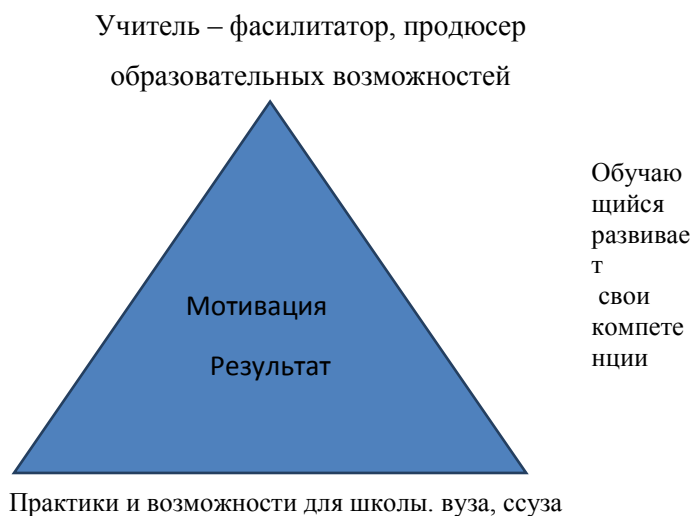 Учитель – фасилитатор, продюсер
образовательных возможностей
Обучаю
щийся
развивае
т
свои
компете
нции
Мотивация
Результат
Практики и возможности для школы. вуза, ссуза